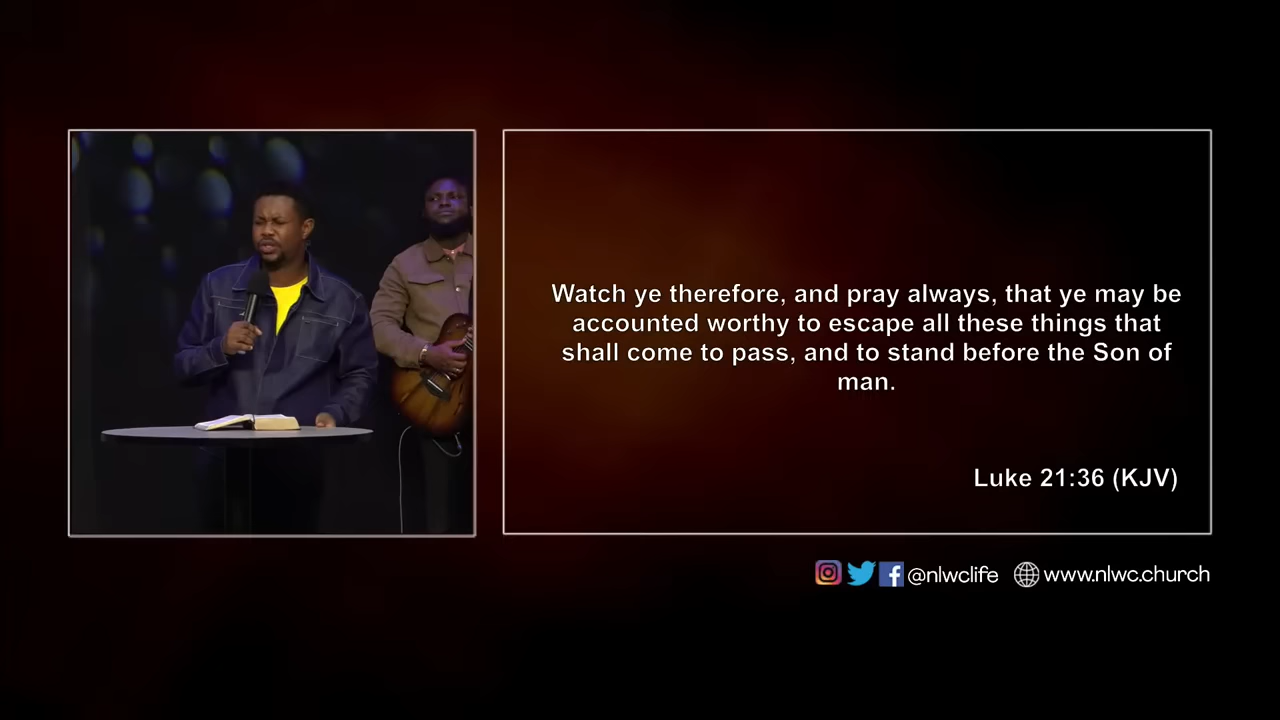 Watch ye therefore, and pray always, that ye may be
accounted worthy to escape all these things that
shall come to pass, and to stand before the Son of
man.
Luke 21:36 (KJV)
@nlwclife www.nlwc.church